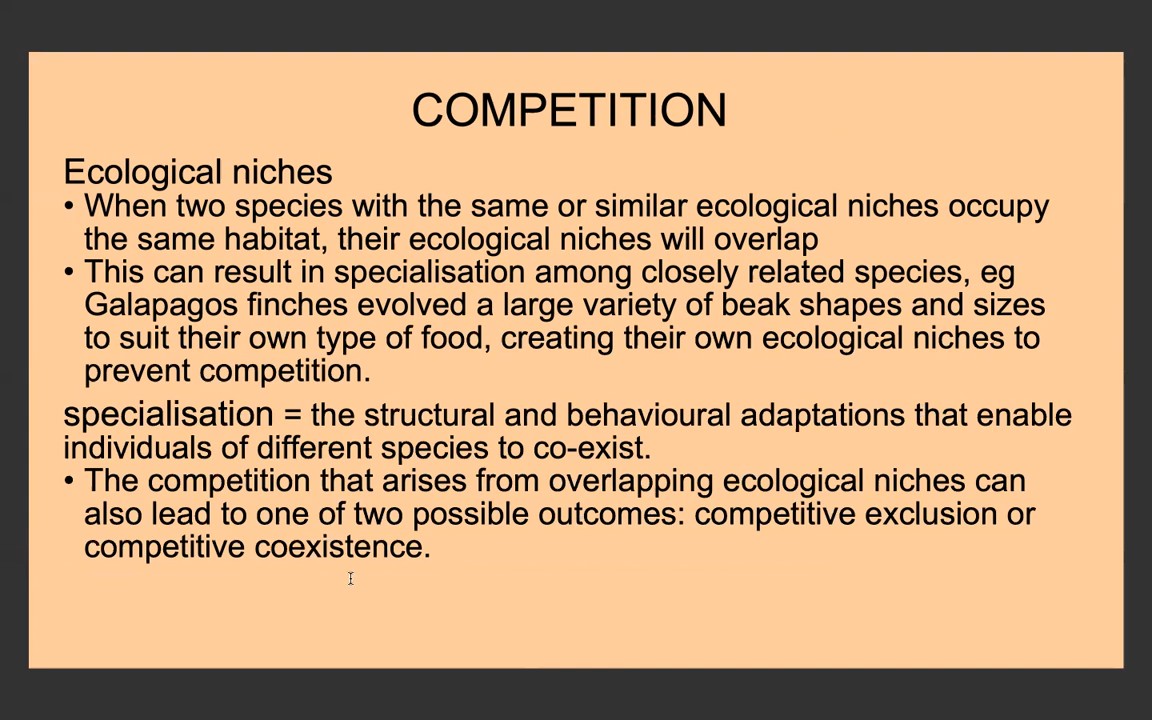 COMPETITION
Ecological niches
• When two species with the same or similar ecological niches occupy
the same habitat, their ecological niches will overlap
• This can result in specialisation among closely related species, eg
Galapagos finches evolved a large variety of beak shapes and sizes
to suit their own type of food, creating their own ecological niches to
prevent competition.
specialisation = the structural and behavioural adaptations that enable
individuals of different species to co-exist.
• The competition that arises from overlapping ecological niches can
also lead to one of two possible outcomes: competitive exclusion or
competitive coexistence.